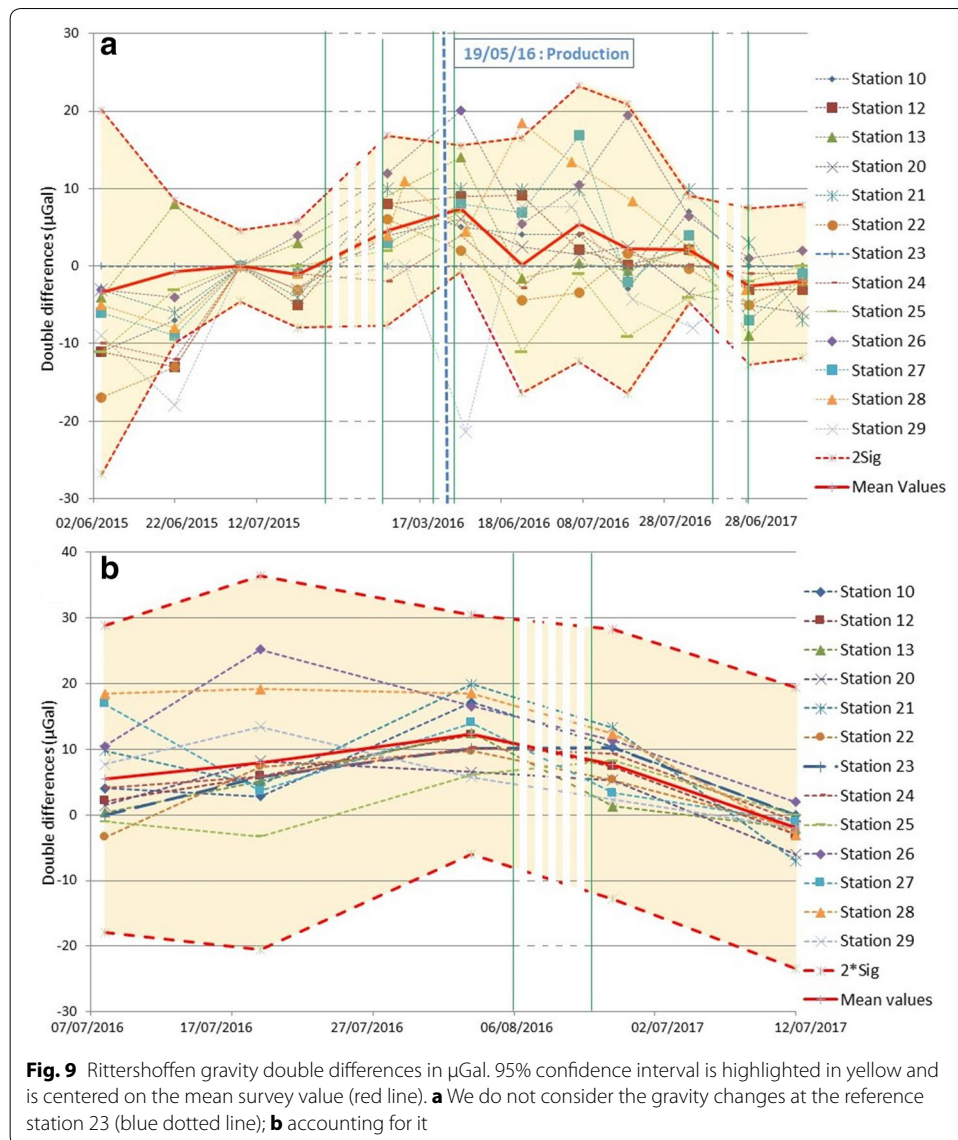 a
19/05/16 : Production
30
20
10
0
-10
-20
-30
Double differences (µGal)
02/06/2015
22/06/2015
12/07/2015
17/03/2016
18/06/2016
08/07/2016
28/07/2016
28/06/2017
Station 10
Station 12
Station 13
Station 20
Station 21
Station 22
Station 23
Station 24
Station 25
Station 26
Station 27
Station 28
Station 29
2Sig
Mean Values
b
40
30
20
10
0
-10
-20
-30
Double differences (µGal)
07/07/2016
17/07/2016
27/07/2016
06/08/2016
02/07/2017
12/07/2017
Station 10
Station 12
Station 13
Station 20
Station 21
Station 22
Station 23
Station 24
Station 25
Station 26
Station 27
Station 28
Station 29
2*Sig
Mean values
Fig. 9 Rittershoffen gravity double differences in µGal. 95% confidence interval is highlighted in yellow and
is centered on the mean survey value (red line). a We do not consider the gravity changes at the reference
station 23 (blue dotted line); b accounting for it